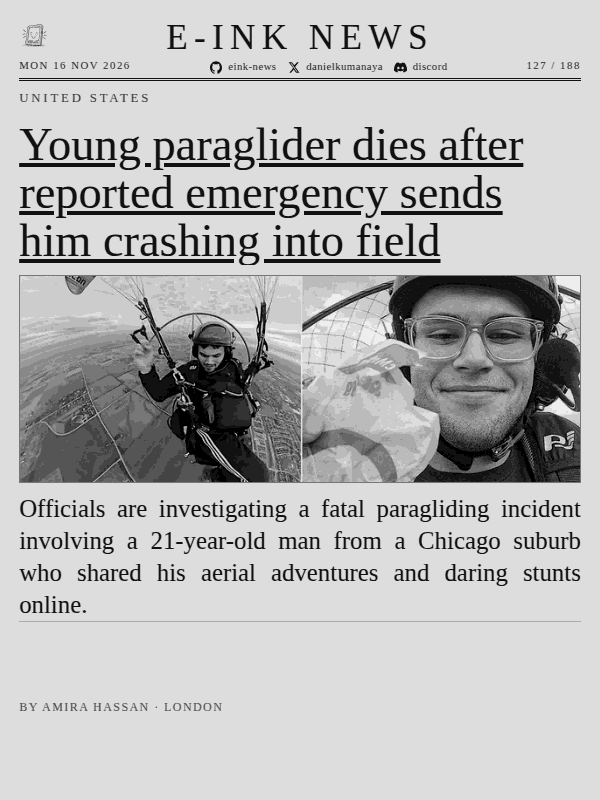 E-INK NEWS
MON 16 NOV 2026
eink-news
danielkumanaya
discord
127 / 188
UNITED STATES
Young paraglider dies after
reported emergency sends
him crashing into field
Officials are investigating a fatal paragliding incident
involving a 21-year-old man from a Chicago suburb
who shared his aerial adventures and daring stunts
online.
BY AMIRA HASSAN · LONDON